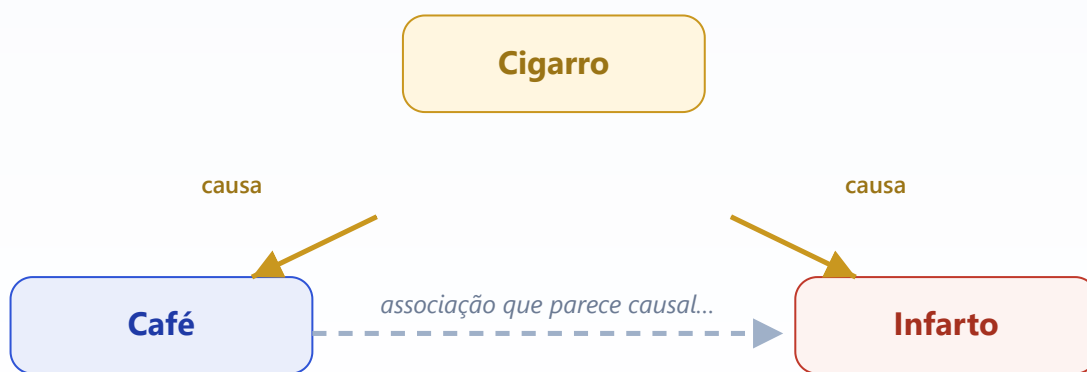 Cigarro
causa
causa
associação que parece causal...
Café
Infarto